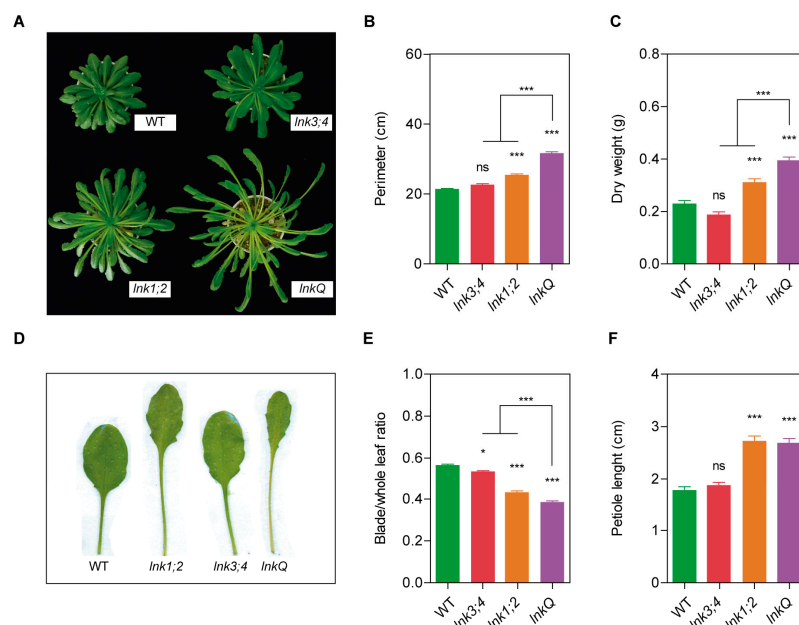 A
WT
lnk3;4
lnk1;2
lnkQ
B
Perimeter (cm)
60
40
20
0
ns
***
***
***
WT
lnk3;4
lnk1;2
lnkQ
C
Dry weight (g)
0.8
0.6
0.4
0.2
0.0
ns
***
***
***
WT
lnk3;4
lnk1;2
lnkQ
D
WT
lnk1;2
lnk3;4
lnkQ
E
Blade/whole leaf ratio
1.0
0.8
0.6
0.4
0.2
0.0
*
***
***
***
WT
lnk3;4
lnk1;2
lnkQ
F
Petiole lenght (cm)
4
3
2
1
0
ns
***
***
WT
lnk3;4
lnk1;2
lnkQ